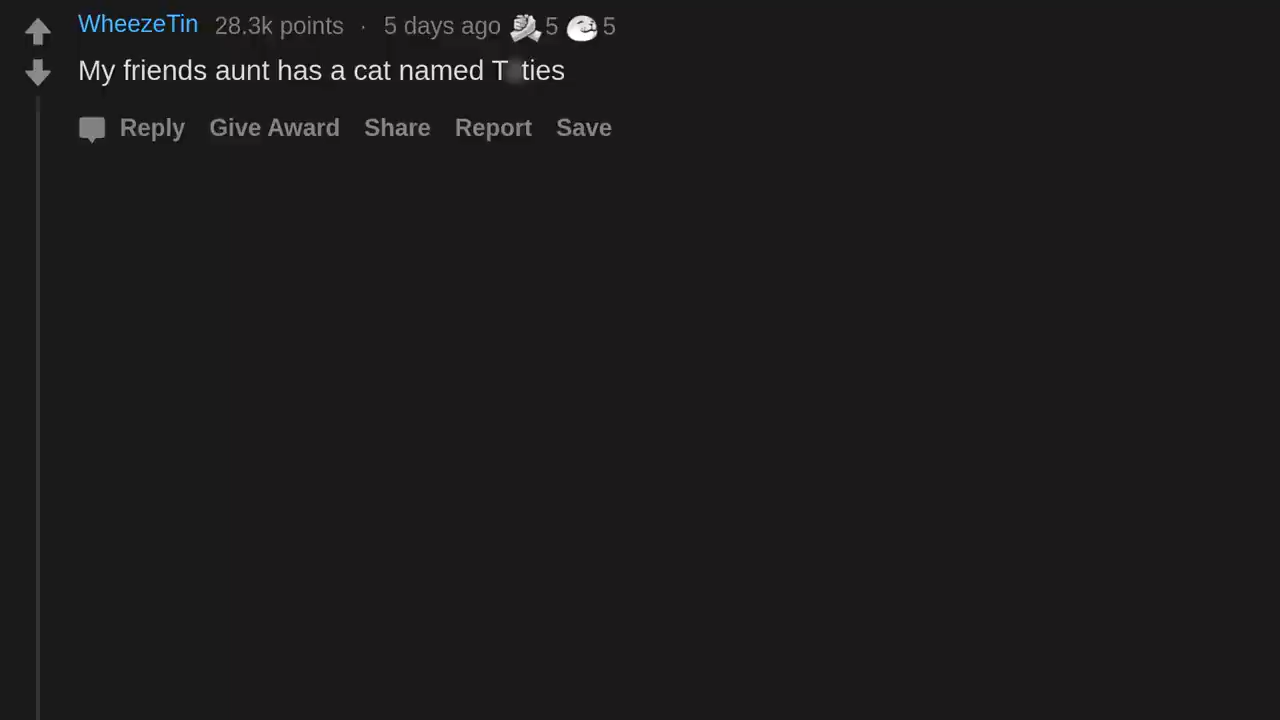 WheezeTin 28.3k points · 5 days ago 5 5
My friends aunt has a cat named
Reply Give Award Share Report Save